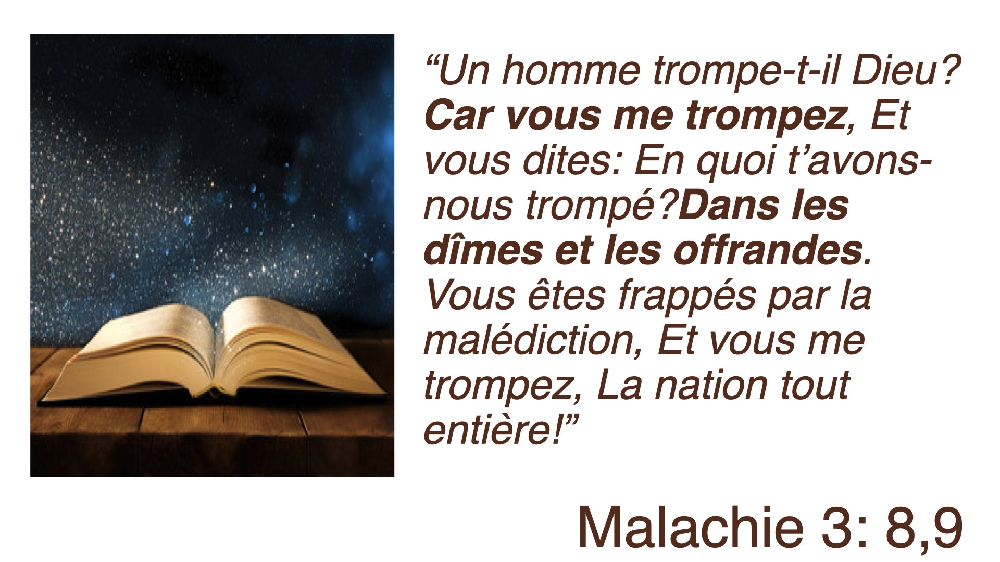 “Un homme trompe-t-il Dieu?
Car vous me trompez, Et
vous dites: En quoi t’avons-
nous trompé?Dans les
dîmes et les offrandes.
Vous êtes frappés par la
malédiction, Et vous me
trompez, La nation tout
entière!”
Malachie 3: 8,9